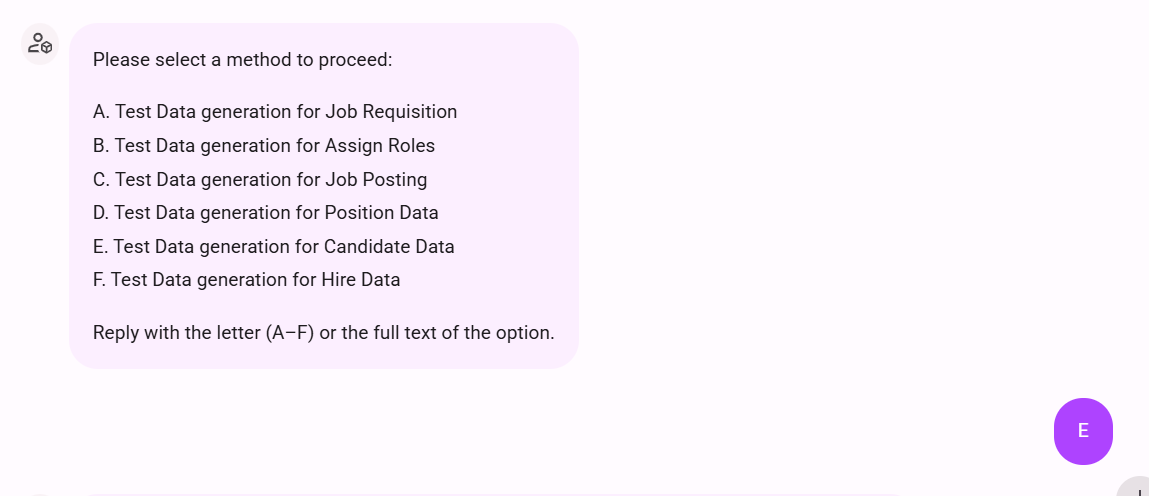 Please select a method to proceed:
A. Test Data generation for Job Requisition
B. Test Data generation for Assign Roles
C. Test Data generation for Job Posting
D. Test Data generation for Position Data
E. Test Data generation for Candidate Data
F. Test Data generation for Hire Data
Reply with the letter (A–F) or the full text of the option.
E